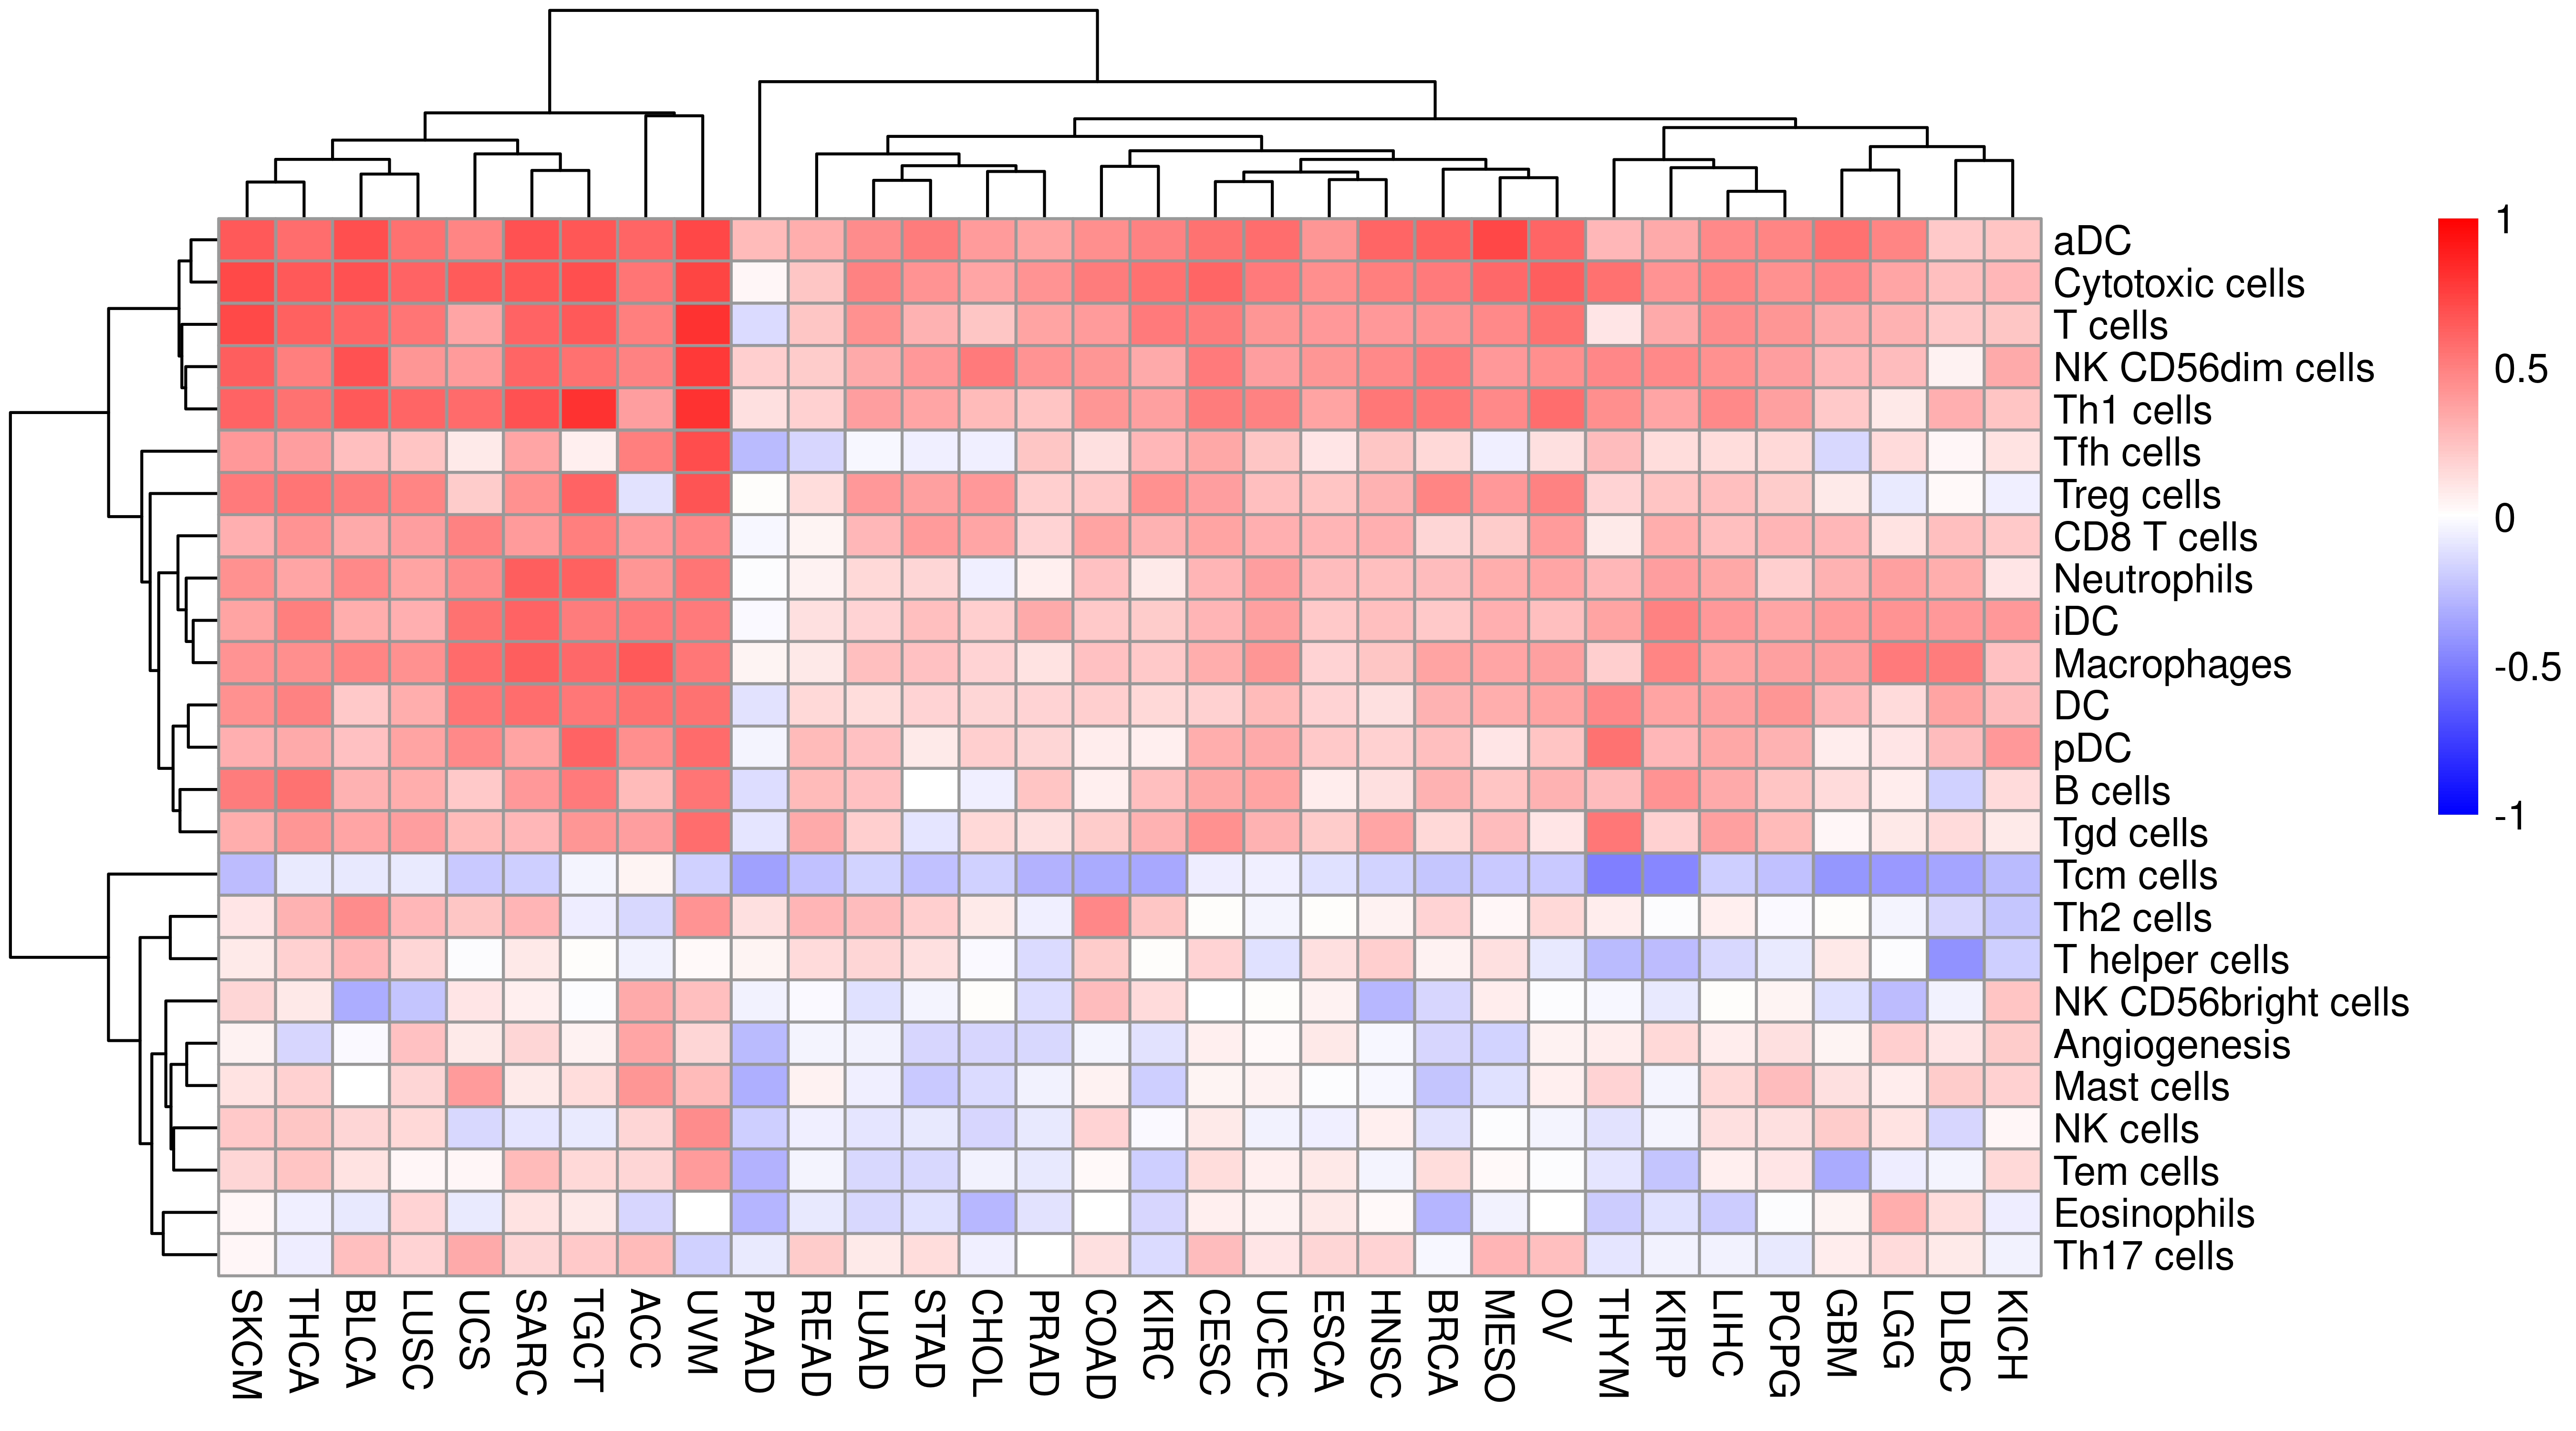 aDC
Cytotoxic cells
T cells
NK CD56dim cells
Th1 cells
Tfh cells
Treg cells
CD8 T cells
Neutrophils
iDC
Macrophages
DC
pDC
B cells
Tgd cells
Tcm cells
Th2 cells
T helper cells
NK CD56bright cells
Angiogenesis
Mast cells
NK cells
Tem cells
Eosinophils
Th17 cells
1
0.5
0
-0.5
-1
SKCM
THCA
BLCA
LUSC
UCS
SARC
TGCT
ACC
UVM
PAAD
READ
LUAD
STAD
CHOL
PRAD
COAD
KIRC
CESC
UCEC
ESCA
HNSC
BRCA
MESO
OV
THYM
KIRP
LIHC
PCPG
GBM
LGG
DLBC
KICH